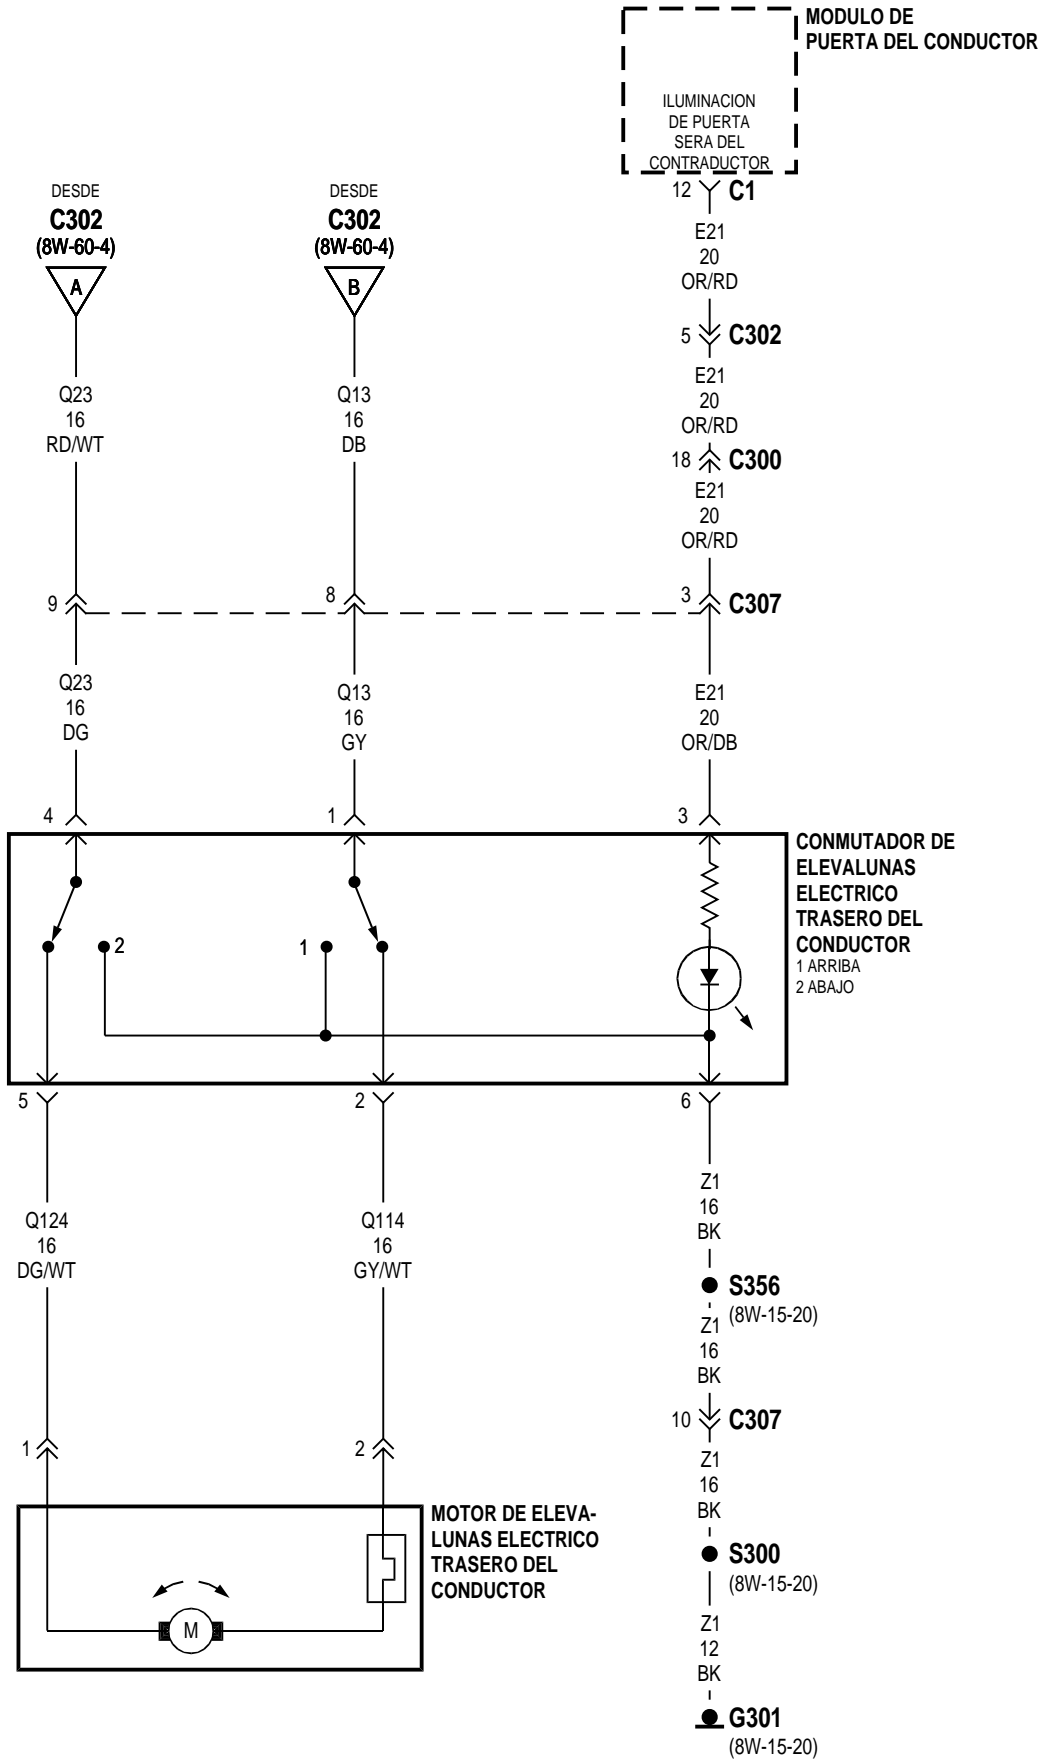 MODULO DE
PUERTA DEL CONDUCTOR
ILUMINACION
DE PUERTA
SERA DEL
CONTRADUCTOR
12 C1
E21
20
OR/RD
5 C302
E21
20
OR/RD
18 C300
E21
20
OR/RD
DESDE
C302
(8W-60-4)
A
DESDE
C302
(8W-60-4)
B
Q23
16
RD/WT
Q13
16
DB
9
8
3 C307
Q23
16
DG
Q13
16
GY
E21
20
OR/DB
4
1
3
CONMUTADOR DE
ELEVALUNAS
ELECTRICO
TRASERO DEL
CONDUCTOR
1 ARRIBA
2 ABAJO
2
1
5
2
6
Q124
16
DG/WT
Q114
16
GY/WT
Z1
16
BK
S356
(8W-15-20)
Z1
16
BK
10 C307
Z1
16
BK
S300
(8W-15-20)
Z1
12
BK
G301
(8W-15-20)
1
2
MOTOR DE ELEVA-
LUNAS ELECTRICO
TRASERO DEL
CONDUCTOR
M